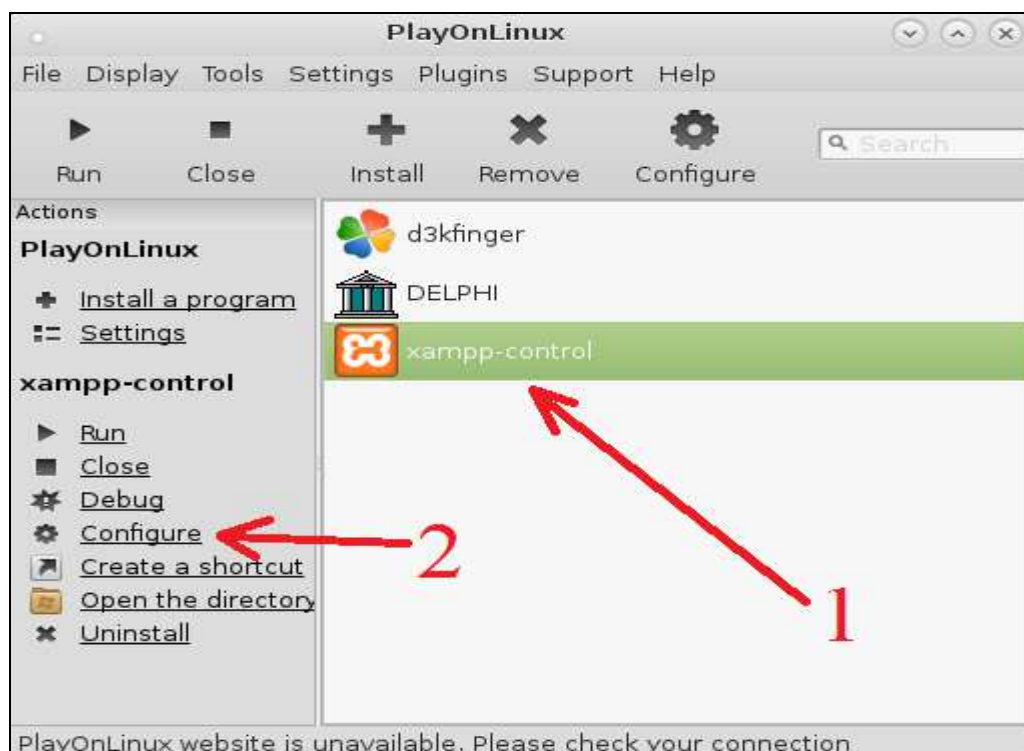 PlayOnLinux
File Display Tools Settings Plugins Support Help
Run Close Install Remove Configure Search
Actions
PlayOnLinux
Install a program
Settings
xampp-control
Run
Close
Debug
Configure
Create a shortcut
Open the directory
Uninstall
d3kfinger
DELPHI
xampp-control
2
1
PlayOnLinux website is unavailable. Please check your connection